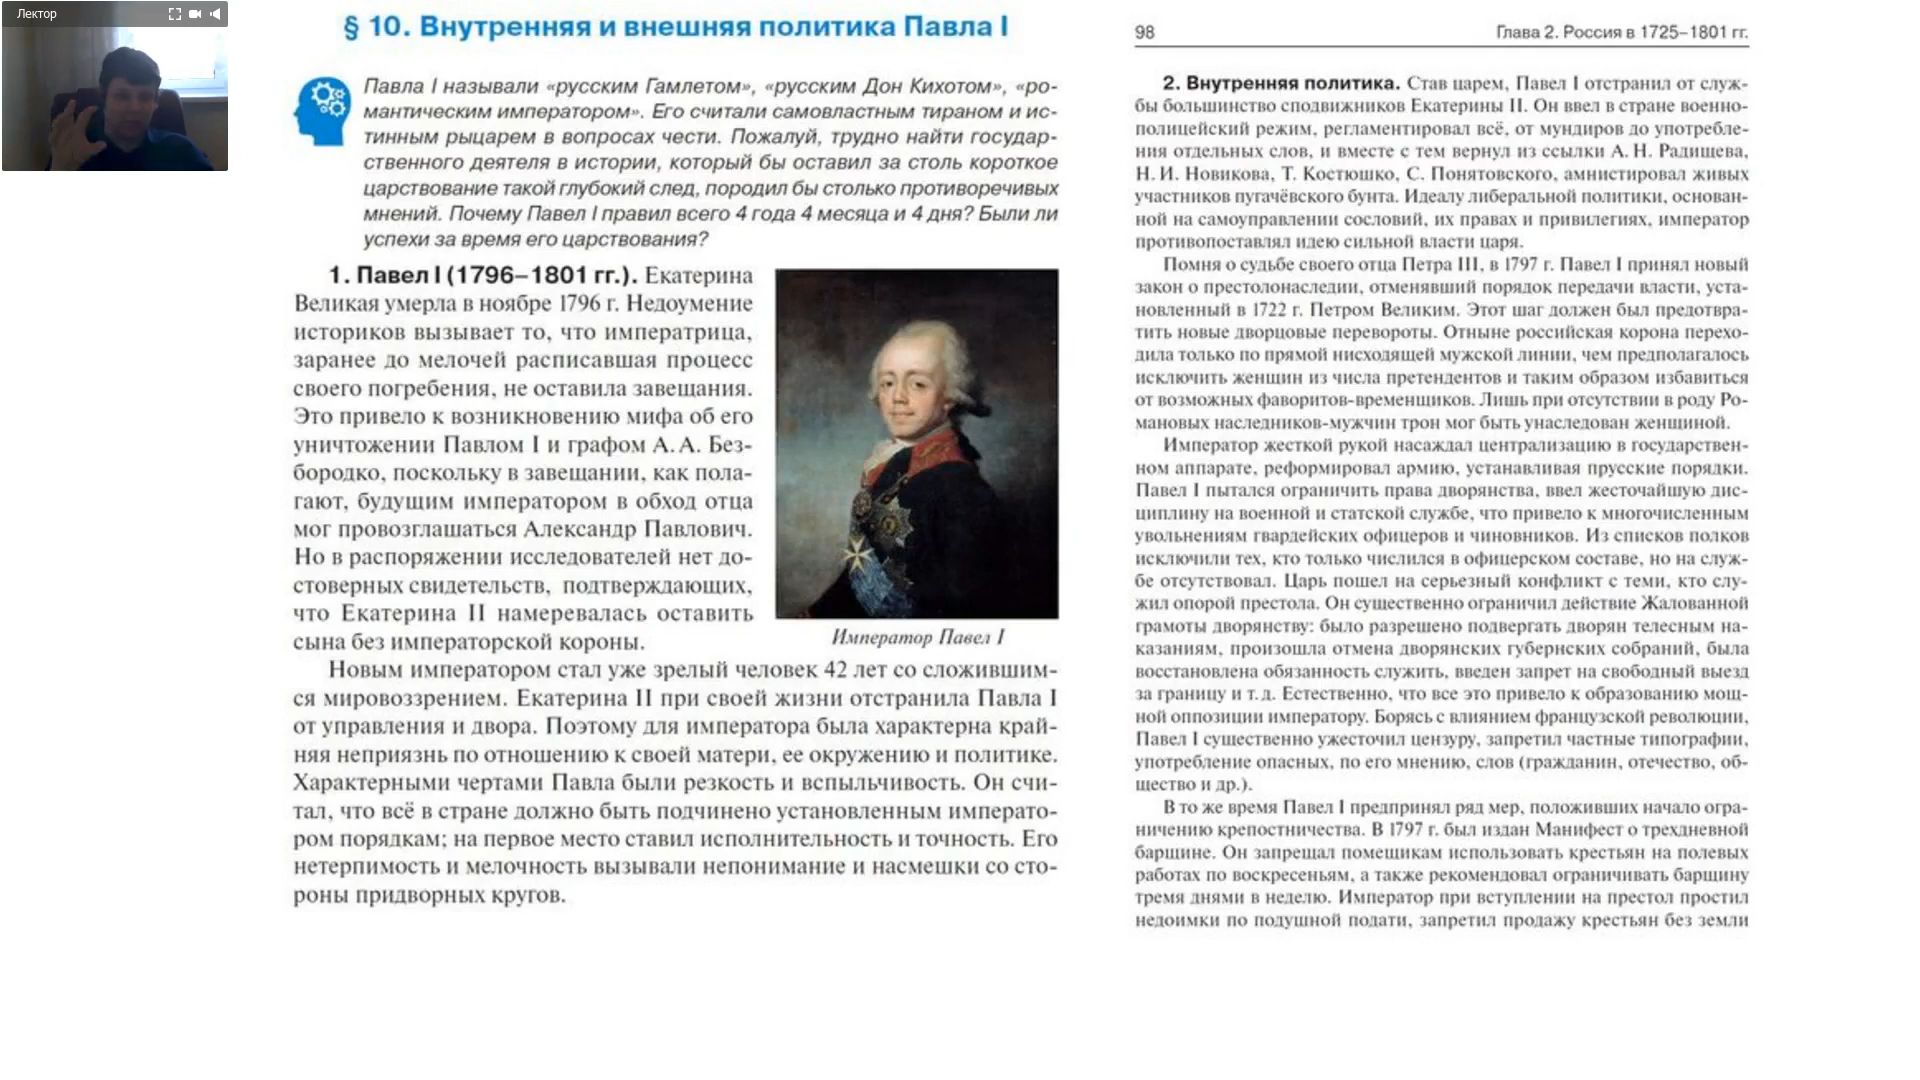 Лектор
§ 10. Внутренняя и внешняя политика Павла I
Павла I называли «русским Гамлетом», «русским Дон Кихотом», «ро-
мантическим императором». Его считали самовластным тираном и ис-
тинным рыцарем в вопросах чести. Пожалуй, трудно найти государ-
ственного деятеля в истории, который бы оставил за столь короткое
царствование такой глубокий след, породил бы столько противоречивых
мнений. Почему Павел I правил всего 4 года 4 месяца и 4 дня? Были ли
успехи за время его царствования?
1. Павел I (1796–1801 гг.). Екатерина
Великая умерла в ноябре 1796 г. Недоумение
историков вызывает то, что императрица,
заранее до мелочей расписавшая процесс
своего погребения, не оставила завещания.
Это привело к возникновению мифа об его
уничтожении Павлом I и графом А. А. Без-
бородко, поскольку в завещании, как пола-
гают, будущим императором в обход отца
мог провозглашаться Александр Павлович.
Но в распоряжении исследователей нет до-
стоверных свидетельств, подтверждающих,
что Екатерина II намеревалась оставить
сына без императорской короны.
Император Павел I
Новым императором стал уже зрелый человек 42 лет со сложившим-
ся мировоззрением. Екатерина II при своей жизни отстранила Павла I
от управления и двора. Поэтому для императора была характерна край-
няя неприязнь по отношению к своей матери, ее окружению и политике.
Характерными чертами Павла были резкость и вспыльчивость. Он счи-
тал, что всё в стране должно быть подчинено установленным императо-
ром порядкам; на первое место ставил исполнительность и точность. Его
нетерпимость и мелочность вызывали непонимание и насмешки со сто-
роны придворных кругов.
98 Глава 2. Россия в 1725–1801 гг.
2. Внутренняя политика. Став царем, Павел I отстранил от служ-
бы большинство сподвижников Екатерины II. Он ввел в стране военно-
полицейский режим, регламентировал всё, от мундиров до употребле-
ния отдельных слов, и вместе с тем вернул из ссылки А. Н. Радищева,
Н. И. Новикова, Т. Костюшко, С. Понятовского, амнистировал живых
участников пугачёвского бунта. Идеалу либеральной политики, основан-
ной на самоуправлении сословий, их правах и привилегиях, император
противопоставлял идею сильной власти царя.
Помня о судьбе своего отца Петра III, в 1797 г. Павел I принял новый
закон о престолонаследии, отменявший порядок передачи власти, уста-
новленный в 1722 г. Петром Великим. Этот шаг должен был предотвра-
тить новые дворцовые перевороты. Отныне российская корона перехо-
дила только по прямой нисходящей мужской линии, чем предполагалось
исключить женщин из числа претендентов и таким образом избавиться
от возможных фаворитов-временщиков. Лишь при отсутствии в роду Ро-
мановых наследников-мужчин трон мог быть унаследован женщиной.
Император жесткой рукой насаждал централизацию в государствен-
ном аппарате, реформировал армию, устанавливая прусские порядки.
Павел I пытался ограничить права дворянства, ввел жесточайшую дис-
циплину на военной и статской службе, что привело к многочисленным
увольнениям гвардейских офицеров и чиновников. Из списков полков
исключили тех, кто только числился в офицерском составе, но на служ-
бе отсутствовал. Царь пошел на серьезный конфликт с теми, кто слу-
жил опорой престола. Он существенно ограничил действие Жалованной
грамоты дворянству: было разрешено подвергать дворян телесным на-
казаниям, произошла отмена дворянских губернских собраний, была
восстановлена обязанность служить, введен запрет на свободный выезд
за границу и т. д. Естественно, что все это привело к образованию мощ-
ной оппозиции императору. Борясь с влиянием французской революции,
Павел I существенно ужесточил цензуру, запретил частные типографии,
употребление опасных, по его мнению, слов (гражданин, отечество, об-
щество и др.).
В то же время Павел I предпринял ряд мер, положивших начало огра-
ничению крепостничества. В 1797 г. был издан Манифест о трехдневной
барщине. Он запрещал помещикам использовать крестьян на полевых
работах по воскресеньям, а также рекомендовал ограничивать барщину
тремя днями в неделю. Император при вступлении на престол простил
недоимки по подушной подати, запретил продажу крестьян без земли